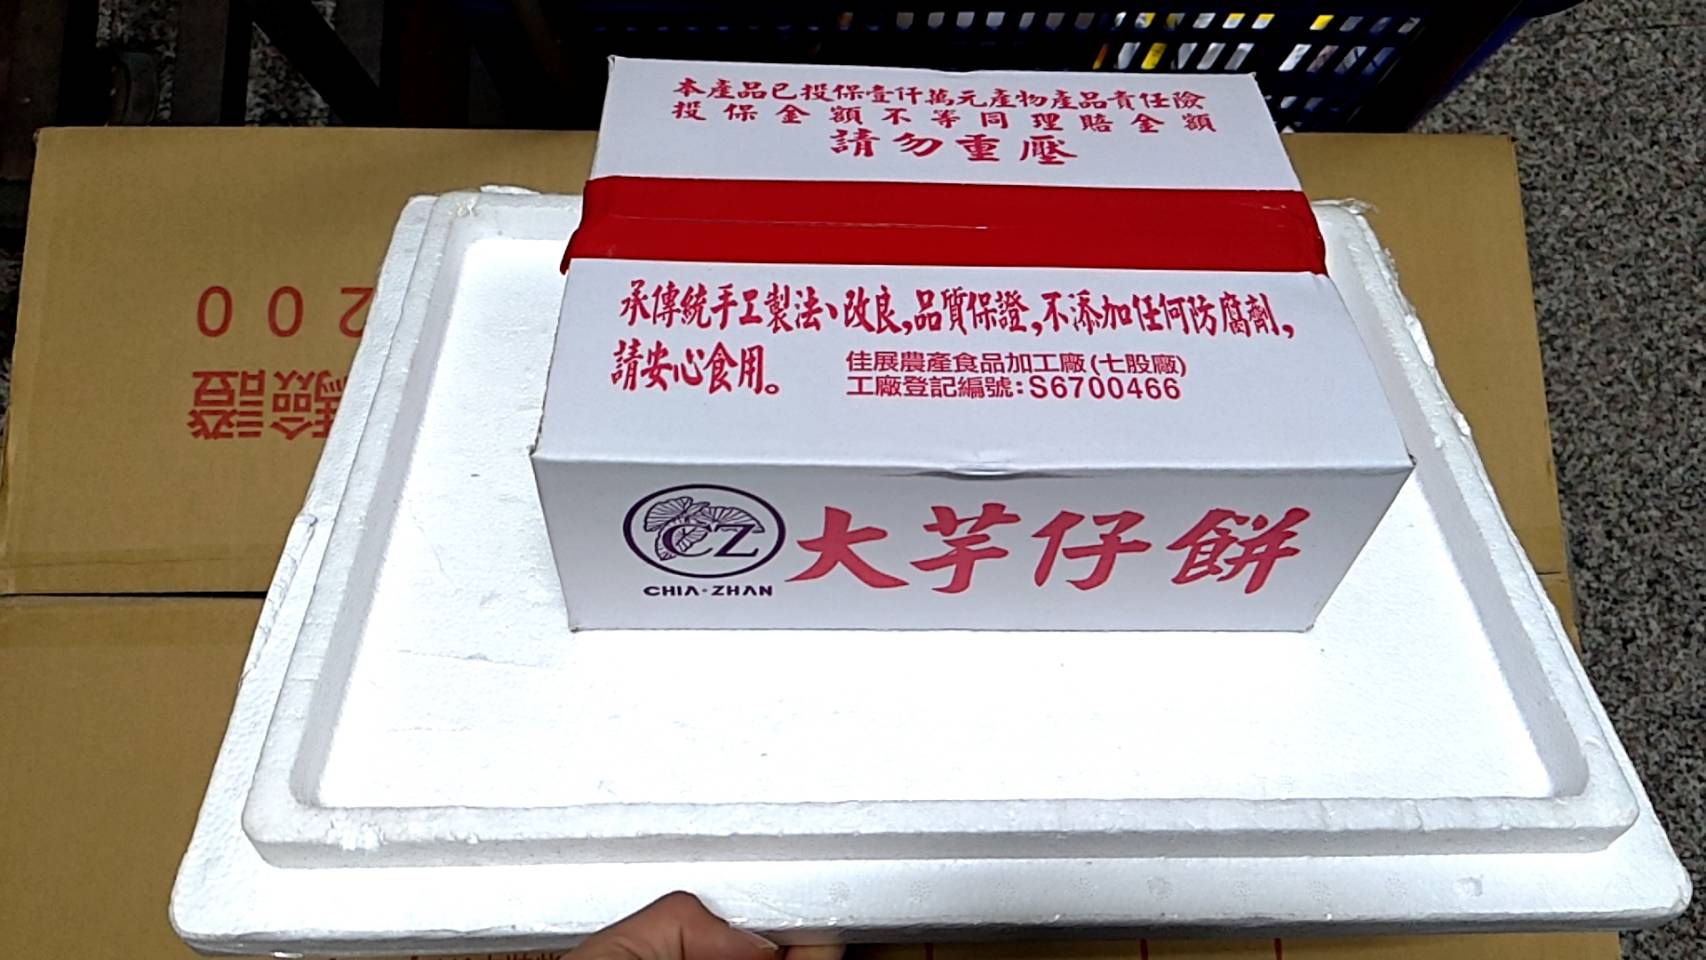 本產品已投保壹仟萬元產物產品責任險
投保金額不等同理賠金額
請勿重壓
承傳統手工製法、改良,品質保證,不添加任何防腐劑,
請安心食用。
佳展農產食品加工廠(七股廠)
工廠登記編號:S6700466
CZ
CHIA-ZHAN
大芋仔餅
200